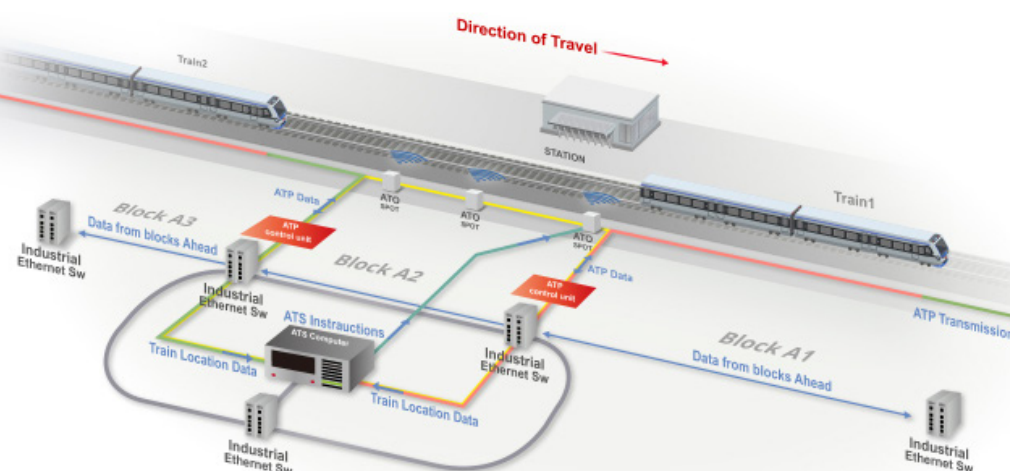 Direction of Travel
Train2
STATION
Train1
ATO
SPOT
ATO
SPOT
ATO
SPOT
ATP Data
ATP
control unit
Block A3
Data from blocks Ahead
Industrial
Ethernet Sw
Block A2
Industrial
Ethernet Sw
ATP Data
ATP
control unit
ATP Transmission
ATS Instrauctions
ATS Computer
Train Location Data
Industrial
Ethernet Sw
Block A1
Data from blocks Ahead
Train Location Data
Industrial
Ethernet Sw
Industrial
Ethernet Sw